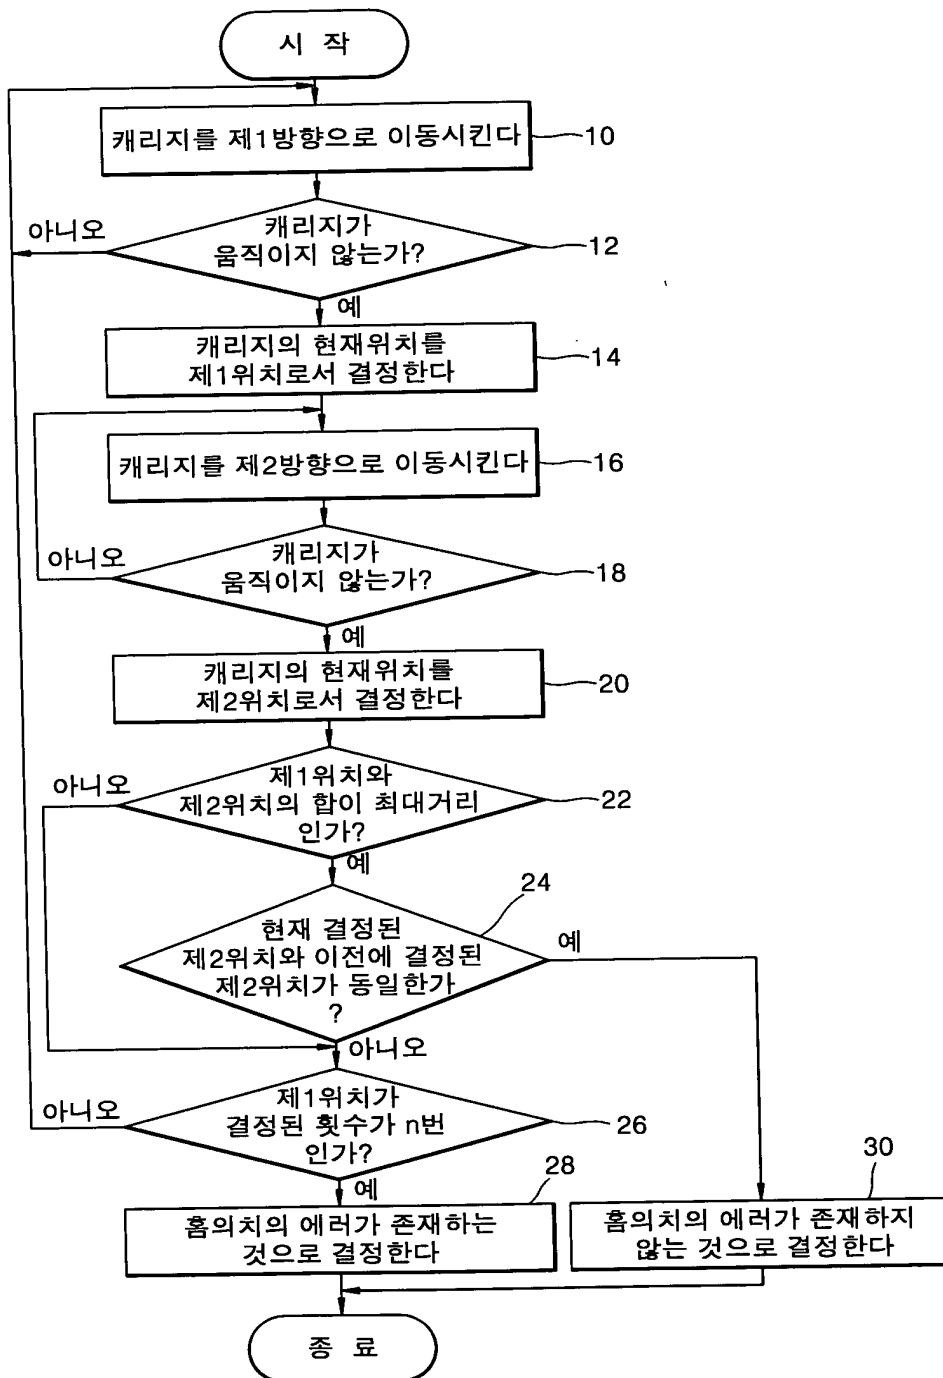 시 작
캐리지를 제1방향으로 이동시킨다
10
아니오
캐리지가
움직이지 않는가?
12
예
캐리지의 현재위치를
제1위치로서 결정한다
14
캐리지를 제2방향으로 이동시킨다
16
아니오
캐리지가
움직이지 않는가?
18
예
캐리지의 현재위치를
제2위치로서 결정한다
20
아니오
제1위치와
제2위치의 합이 최대거리
인가?
22
예
24
현재 결정된
제2위치와 이전에 결정된
제2위치가 동일한가
?
예
아니오
아니오
제1위치가
결정된 횟수가 n번
인가?
26
예
28
홈의치의 에러가 존재하는
것으로 결정한다
30
홈의치의 에러가 존재하지
않는 것으로 결정한다
종 료